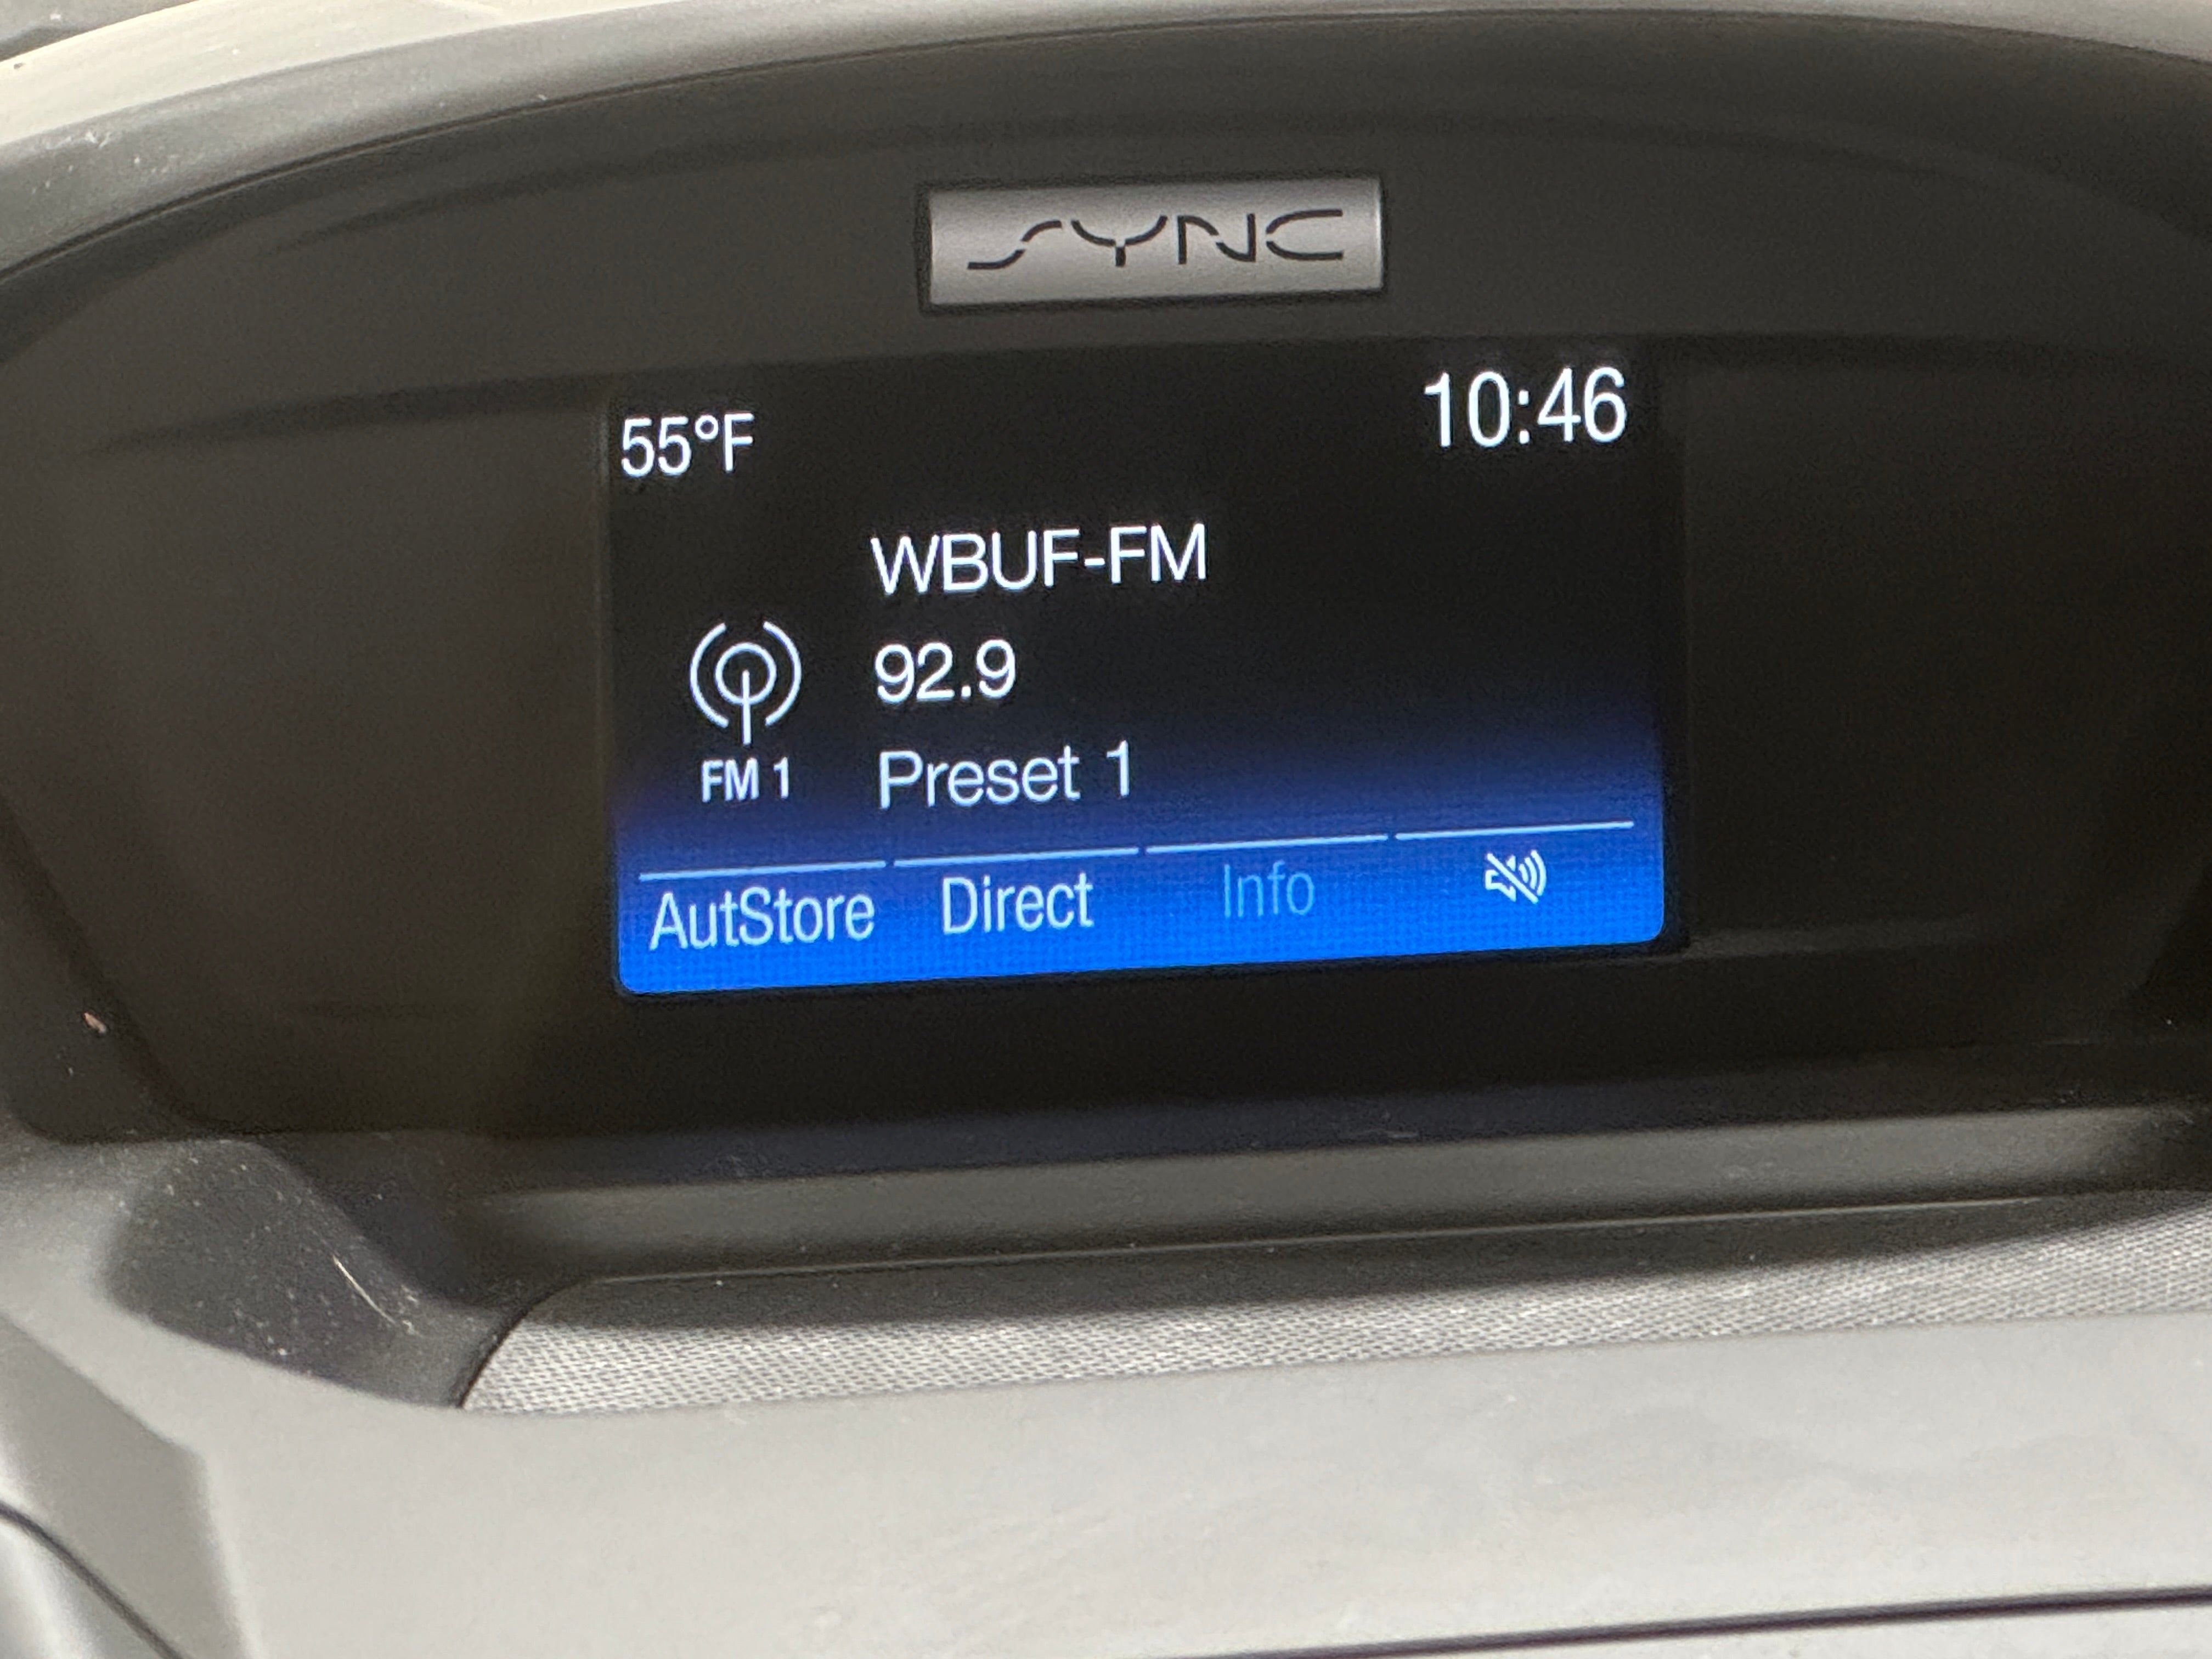 SYNC
55°F 10:46
WBUF-FM
92.9
FM 1 Preset 1
AutStore Direct Info